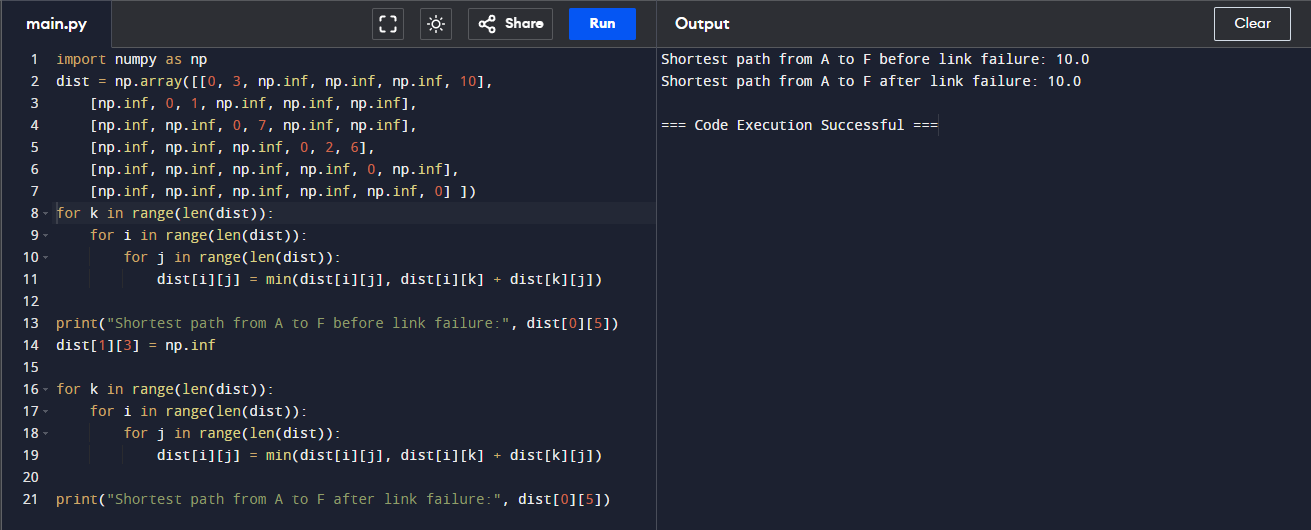 main.py Share Run Output Clear
1 import numpy as np
2 dist = np.array([[0, 3, np.inf, np.inf, np.inf, 10],
3     [np.inf, 0, 1, np.inf, np.inf, np.inf],
4     [np.inf, np.inf, 0, 7, np.inf, np.inf],
5     [np.inf, np.inf, np.inf, 0, 2, 6],
6     [np.inf, np.inf, np.inf, np.inf, 0, np.inf],
7     [np.inf, np.inf, np.inf, np.inf, np.inf, 0] ])
8 for k in range(len(dist)):
9     for i in range(len(dist)):
10         for j in range(len(dist)):
11             dist[i][j] = min(dist[i][j], dist[i][k] + dist[k][j])
12
13 print("Shortest path from A to F before link failure:", dist[0][5])
14 dist[1][3] = np.inf
15
16 for k in range(len(dist)):
17     for i in range(len(dist)):
18         for j in range(len(dist)):
19             dist[i][j] = min(dist[i][j], dist[i][k] + dist[k][j])
20
21 print("Shortest path from A to F after link failure:", dist[0][5])
Shortest path from A to F before link failure: 10.0
Shortest path from A to F after link failure: 10.0
=== Code Execution Successful ===